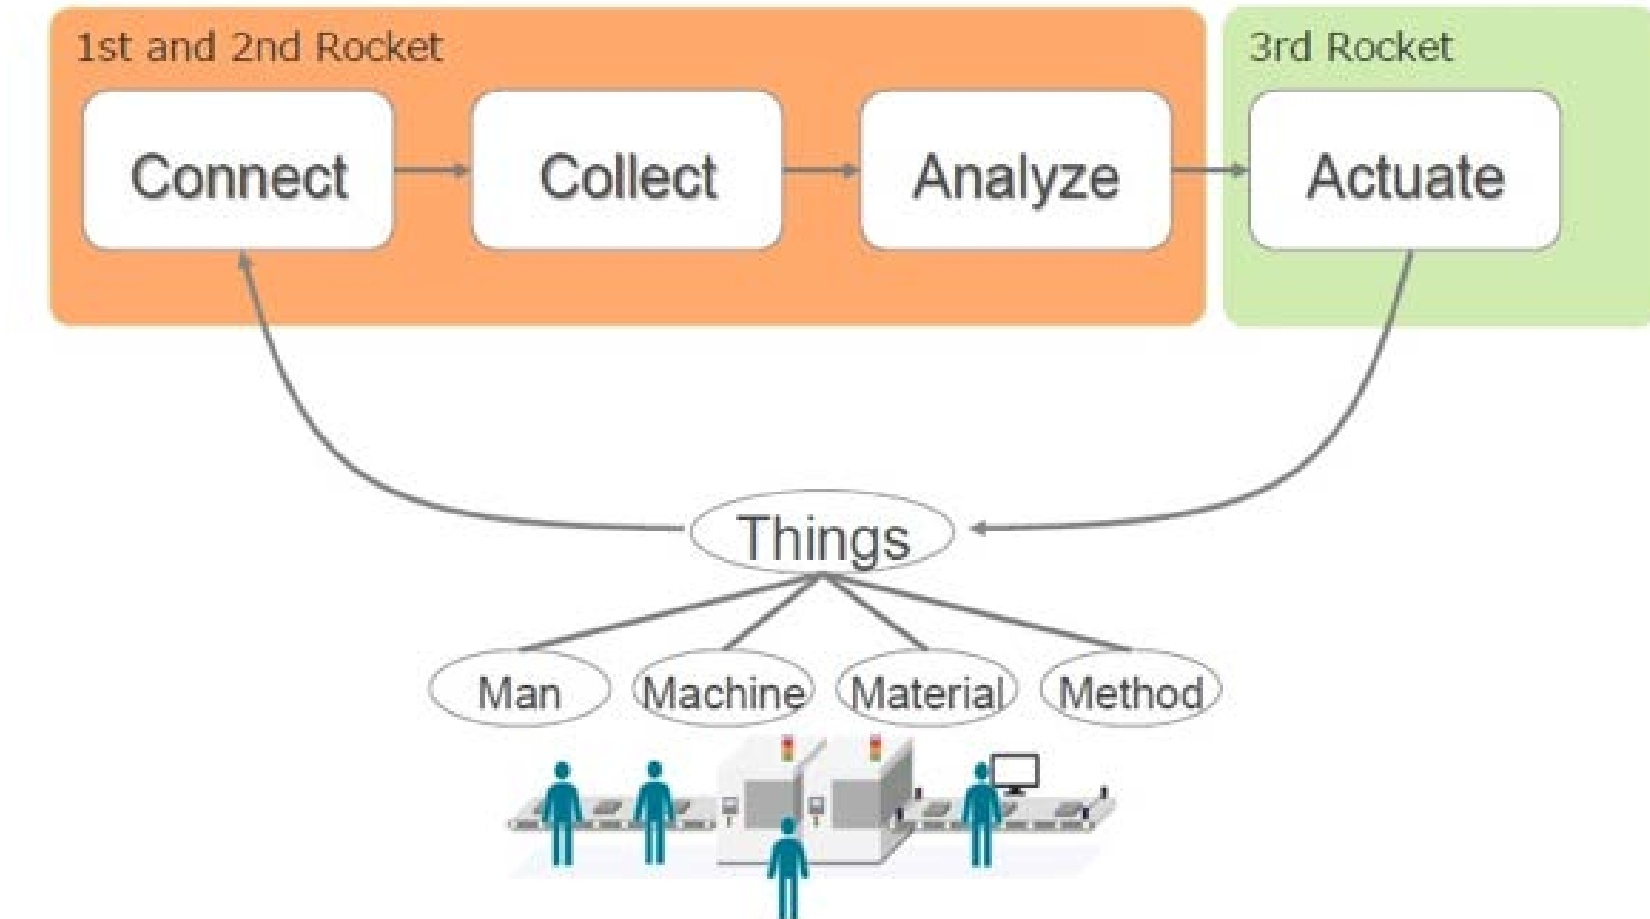 1st and 2nd Rocket
3rd Rocket
Connect
Collect
Analyze
Actuate
Things
Man
Machine
Material
Method